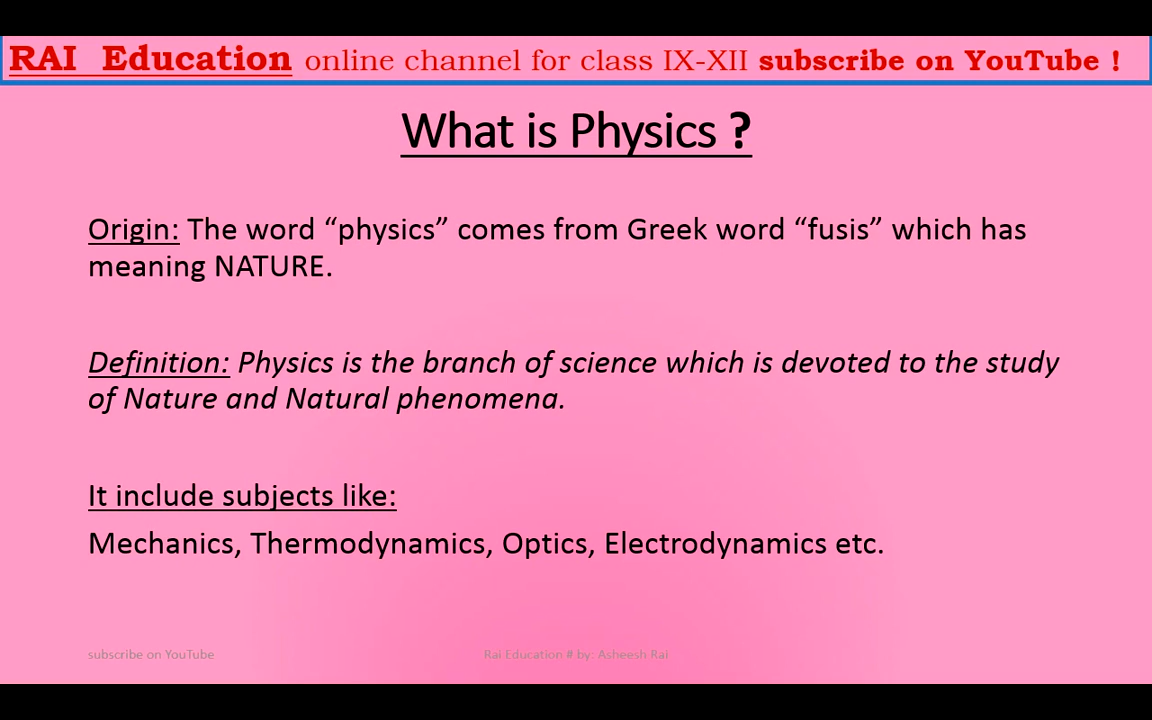 RAI Education online channel for class IX-XII subscribe on YouTube !
What is Physics ?
Origin: The word “physics” comes from Greek word “fusis” which has
meaning NATURE.
Definition: Physics is the branch of science which is devoted to the study
of Nature and Natural phenomena.
It include subjects like:
Mechanics, Thermodynamics, Optics, Electrodynamics etc.
subscribe on YouTube
Rai Education # by: Asheesh Rai